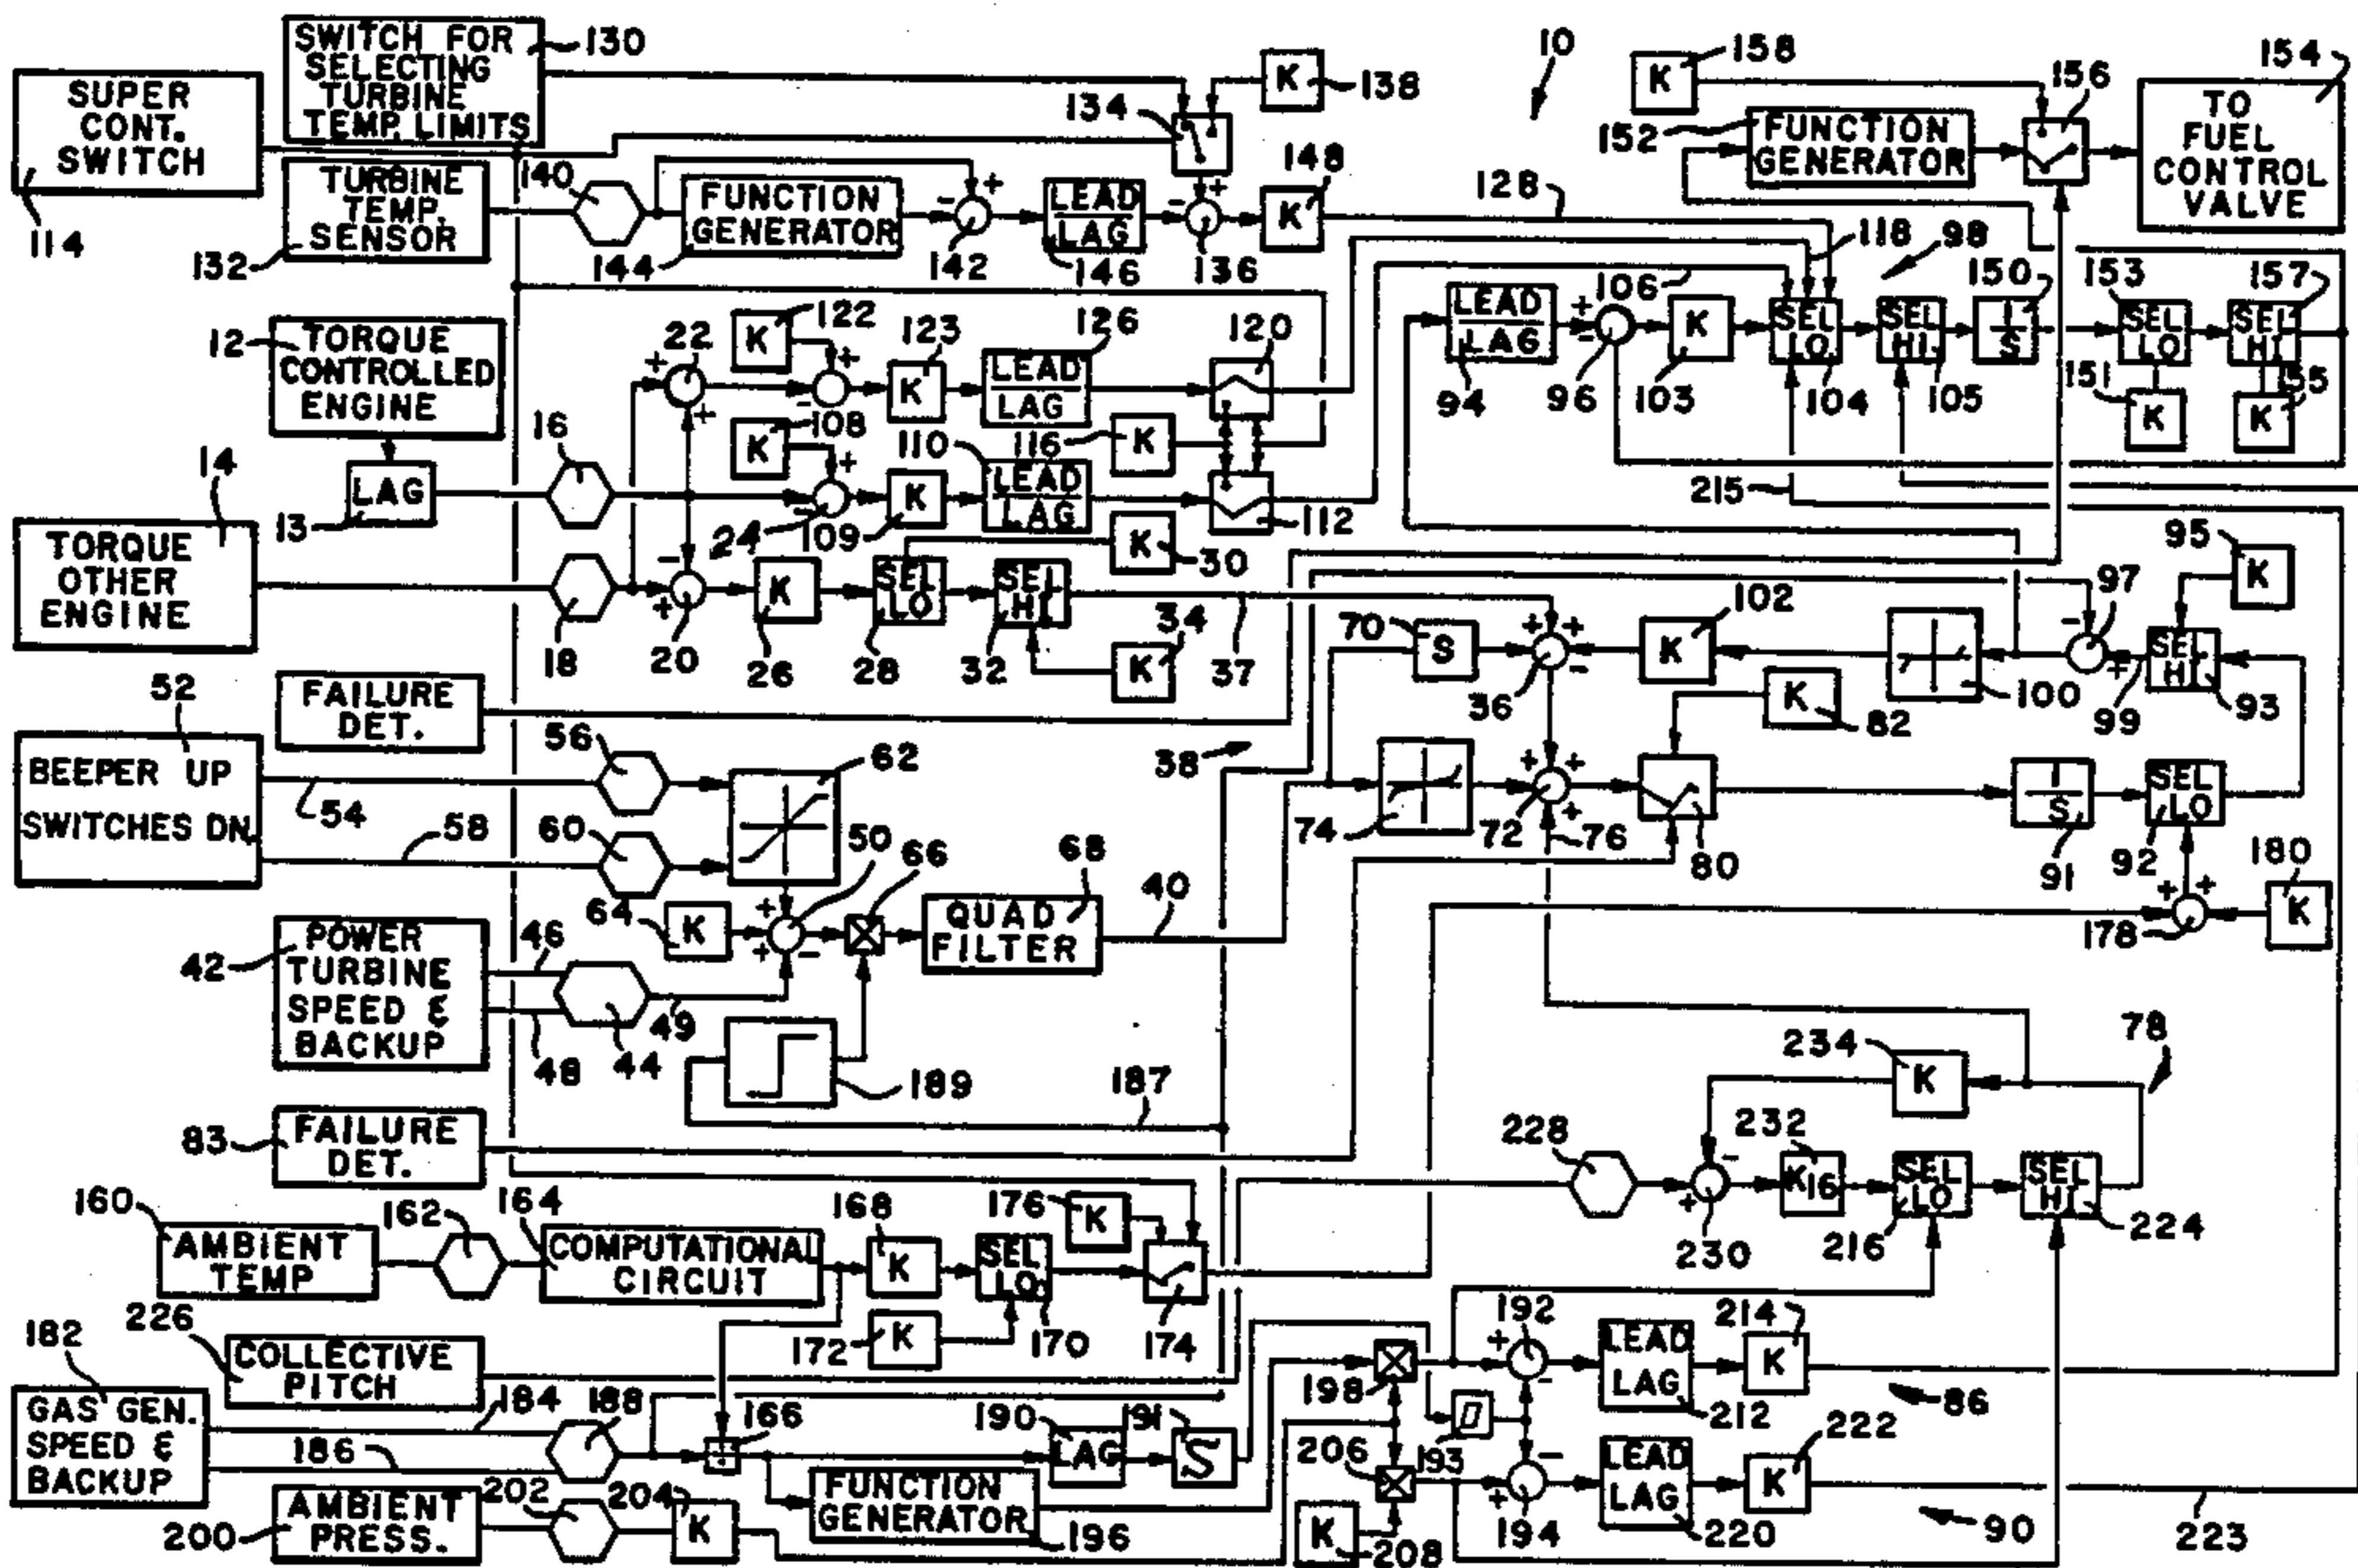 SWITCH FOR
SELECTING
TURBINE
TEMP. LIMITS
130
SUPER
CONT.
SWITCH
114
K
138
134
10
K
158
156
154
TO
FUEL
CONTROL
VALVE
152
FUNCTION
GENERATOR
TURBINE
TEMP.
SENSOR
132
140
FUNCTION
GENERATOR
144
+
-
142
LEAD
LAG
146
-
+
136
K
148
128
118
98
106
150
153
157
12
TORQUE
CONTROLLED
ENGINE
22
+
+
K
122
+
-
K
123
LEAD
LAG
126
120
LEAD
LAG
94
+
-
96
K
103
SEL
LO
104
SEL
HI
105
1
S
SEL
LO
SEL
HI
151
K
K
155
14
LAG
13
16
K
108
+
-
24
K
109
110
LEAD
LAG
116
K
112
215
TORQUE
OTHER
ENGINE
18
-
+
20
K
26
SEL
LO
28
SEL
HI
32
K
30
K
34
37
95
K
97
-
+
99
SEL
HI
93
70
S
+
+
-
36
K
102
100
K
82
FAILURE
DET.
52
BEEPER UP
SWITCHES DN.
54
56
58
60
62
38
74
+
+
+
72
76
80
1
S
91
SEL
LO
92
180
K
+
+
178
POWER
TURBINE
SPEED &
BACKUP
42
46
48
44
49
64
K
+
+
-
50
66
68
QUAD
FILTER
40
189
187
78
234
K
83
FAILURE
DET.
228
-
+
230
232
K16
SEL
LO
216
SEL
HI
224
160
AMBIENT
TEMP
162
164
COMPUTATIONAL
CIRCUIT
168
K
SEL
LO
170
172
K
176
K
174
226
COLLECTIVE
PITCH
182
GAS GEN.
SPEED &
BACKUP
184
186
188
166
190
LAG
191
S
198
192
+
-
LEAD
LAG
212
214
K
86
206
193
193
-
+
194
LEAD
LAG
220
222
K
90
223
200
AMBIENT
PRESS.
202
204
K
FUNCTION
GENERATOR
196
K
208